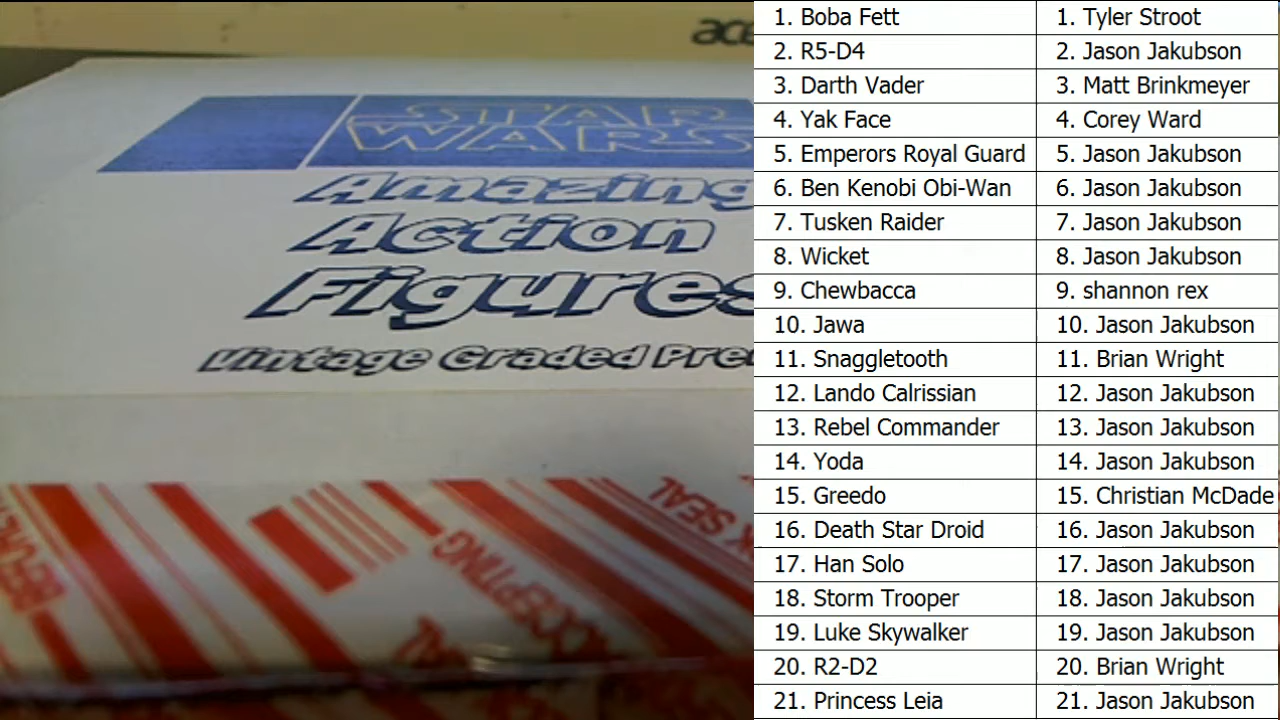 ace
STAR
WARS
Amazing
Action
Figures
Vintage Graded
SEAL
ACCEPTING
BEFORE
1. Boba Fett 1. Tyler Stroot
2. R5-D4 2. Jason Jakubson
3. Darth Vader 3. Matt Brinkmeyer
4. Yak Face 4. Corey Ward
5. Emperors Royal Guard 5. Jason Jakubson
6. Ben Kenobi Obi-Wan 6. Jason Jakubson
7. Tusken Raider 7. Jason Jakubson
8. Wicket 8. Jason Jakubson
9. Chewbacca 9. shannon rex
10. Jawa 10. Jason Jakubson
11. Snaggletooth 11. Brian Wright
12. Lando Calrissian 12. Jason Jakubson
13. Rebel Commander 13. Jason Jakubson
14. Yoda 14. Jason Jakubson
15. Greedo 15. Christian McDade
16. Death Star Droid 16. Jason Jakubson
17. Han Solo 17. Jason Jakubson
18. Storm Trooper 18. Jason Jakubson
19. Luke Skywalker 19. Jason Jakubson
20. R2-D2 20. Brian Wright
21. Princess Leia 21. Jason Jakubson